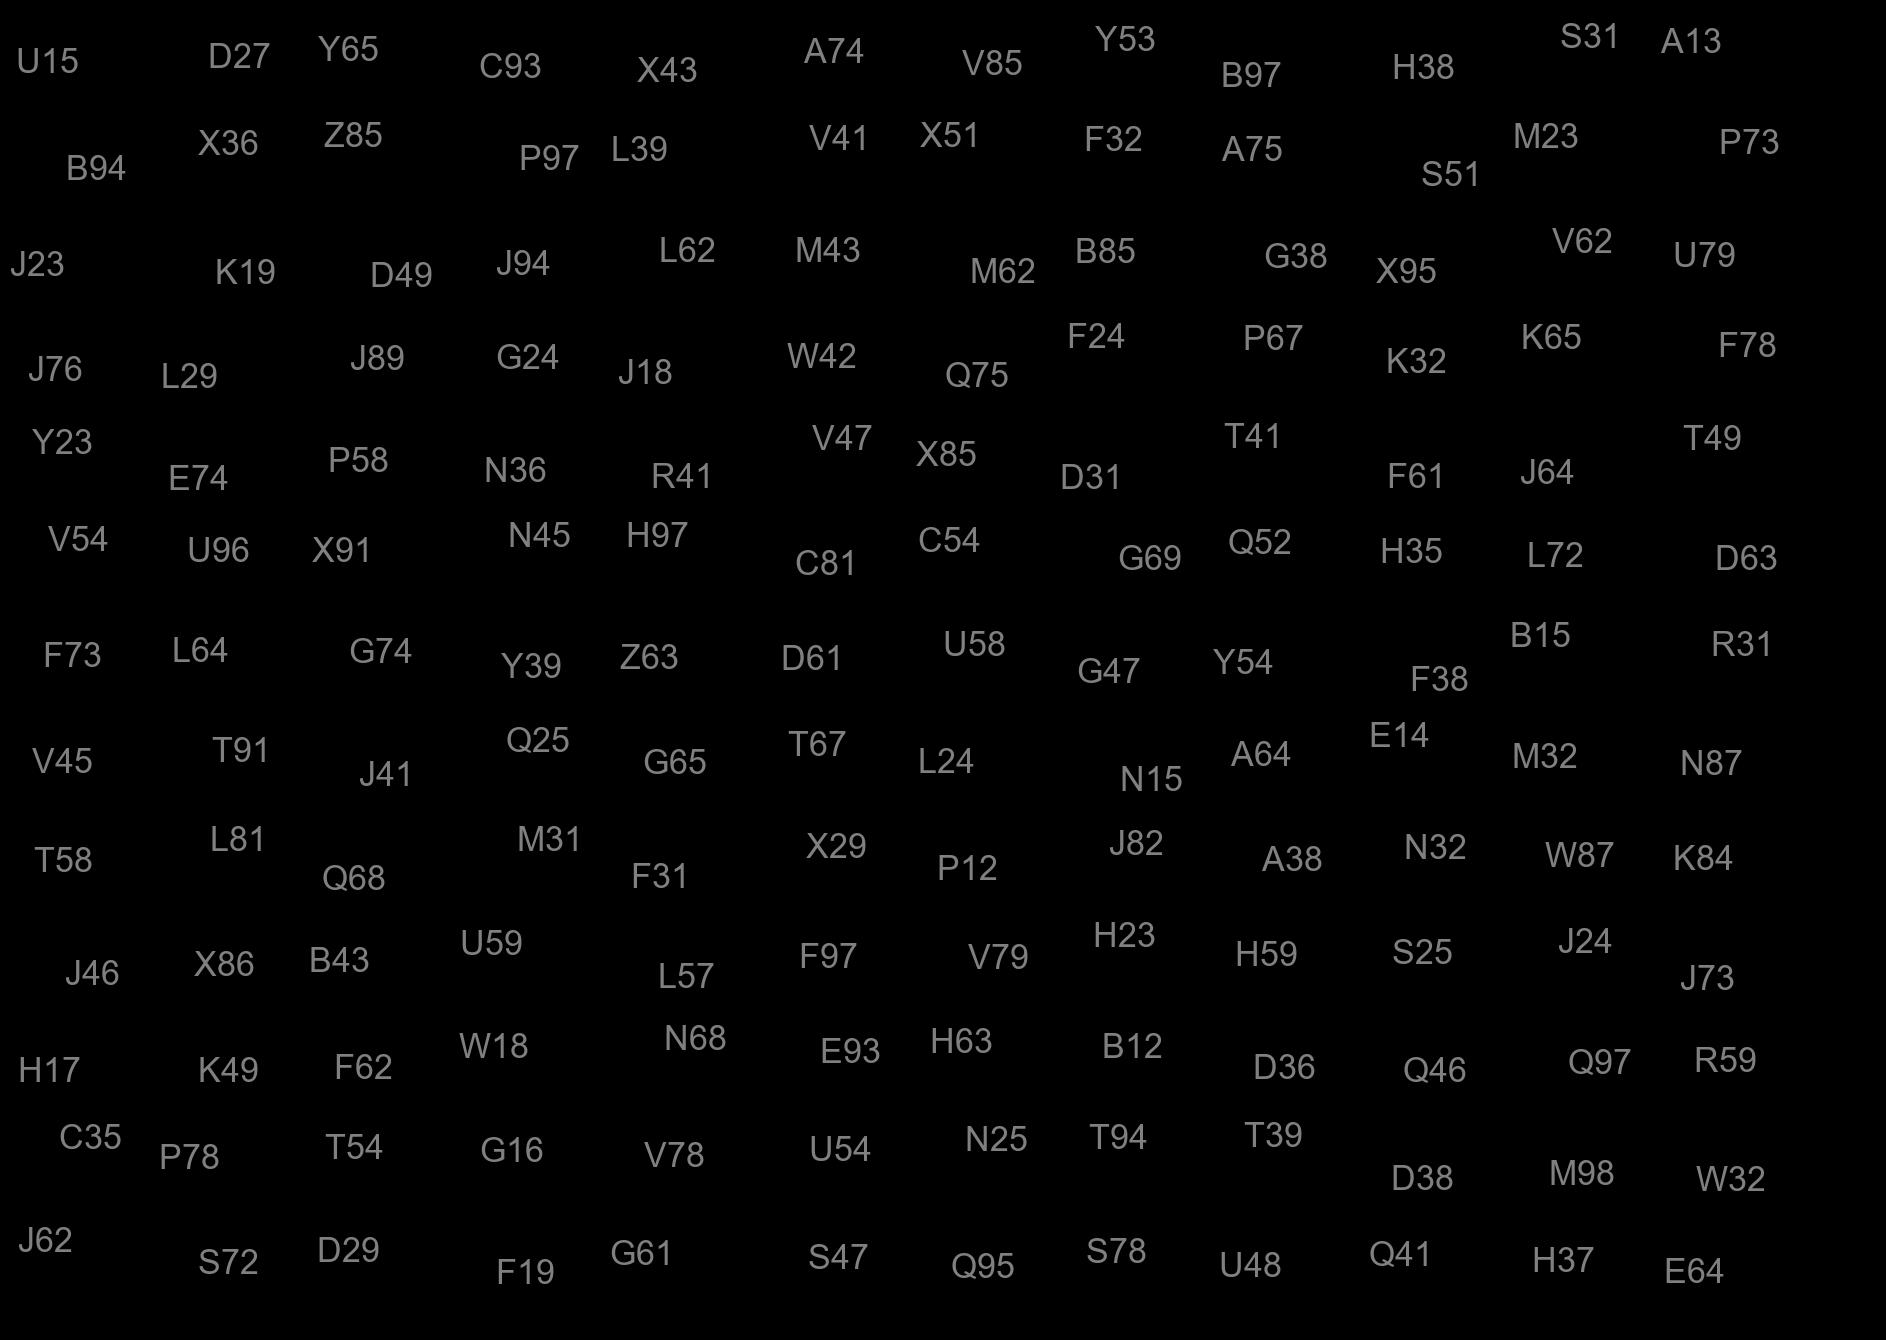 U15 D27 Y65 C93 X43 A74 V85 Y53 B97 H38 S31 A13
B94 X36 Z85 P97 L39 V41 X51 F32 A75 S51 M23 P73
J23 K19 D49 J94 L62 M43 M62 B85 G38 X95 V62 U79
J76 L29 J89 G24 J18 W42 Q75 F24 P67 K32 K65 F78
Y23 E74 P58 N36 R41 V47 X85 D31 T41 F61 J64 T49
V54 U96 X91 N45 H97 C81 C54 G69 Q52 H35 L72 D63
F73 L64 G74 Y39 Z63 D61 U58 G47 Y54 F38 B15 R31
V45 T91 J41 Q25 G65 T67 L24 N15 A64 E14 M32 N87
T58 L81 Q68 M31 F31 X29 P12 J82 A38 N32 W87 K84
J46 X86 B43 U59 L57 F97 V79 H23 H59 S25 J24 J73
H17 K49 F62 W18 N68 E93 H63 B12 D36 Q46 Q97 R59
C35 P78 T54 G16 V78 U54 N25 T94 T39 D38 M98 W32
J62 S72 D29 F19 G61 S47 Q95 S78 U48 Q41 H37 E64